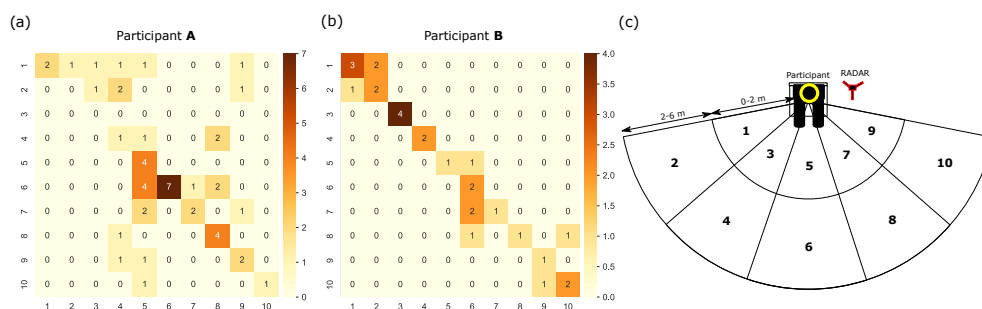 (a)
Participant A
1 2 1 1 1 1 0 0 0 1 0
2 0 0 1 2 0 0 0 0 1 0
3 0 0 0 0 0 0 0 0 0 0
4 0 0 0 1 1 0 0 2 0 0
5 0 0 0 0 4 0 0 0 0 0
6 0 0 0 0 4 7 1 2 0 0
7 0 0 0 0 2 0 2 0 1 0
8 0 0 0 1 0 0 0 4 0 0
9 0 0 0 1 1 0 0 0 2 0
10 0 0 0 0 1 0 0 0 0 1
1 2 3 4 5 6 7 8 9 10
7
6
5
4
3
2
1
0
(b)
Participant B
1 3 2 0 0 0 0 0 0 0 0
2 1 2 0 0 0 0 0 0 0 0
3 0 0 4 0 0 0 0 0 0 0
4 0 0 0 2 0 0 0 0 0 0
5 0 0 0 0 1 1 0 0 0 0
6 0 0 0 0 0 2 0 0 0 0
7 0 0 0 0 0 2 1 0 0 0
8 0 0 0 0 0 1 0 1 0 1
9 0 0 0 0 0 0 0 0 1 0
10 0 0 0 0 0 0 0 0 1 2
1 2 3 4 5 6 7 8 9 10
4.0
3.5
3.0
2.5
2.0
1.5
1.0
0.5
0.0
(c)
Participant
RADAR
0-2 m
2-6 m
1
9
2
3
7
10
5
4
8
6